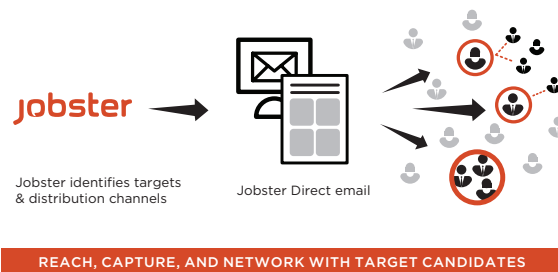 jobster
Jobster identifies targets
& distribution channels
Jobster Direct email
REACH, CAPTURE, AND NETWORK WITH TARGET CANDIDATES